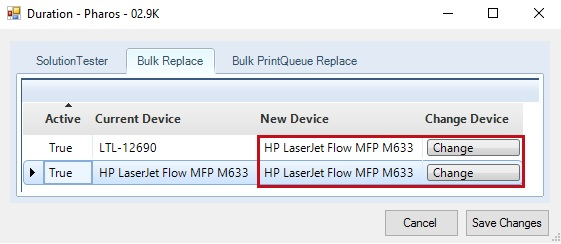 Duration - Pharos - 02.9K
SolutionTester Bulk Replace Bulk PrintQueue Replace
Active Current Device New Device Change Device
True LTL-12690 HP LaserJet Flow MFP M633 Change
True HP LaserJet Flow MFP M633 HP LaserJet Flow MFP M633 Change
Cancel Save Changes